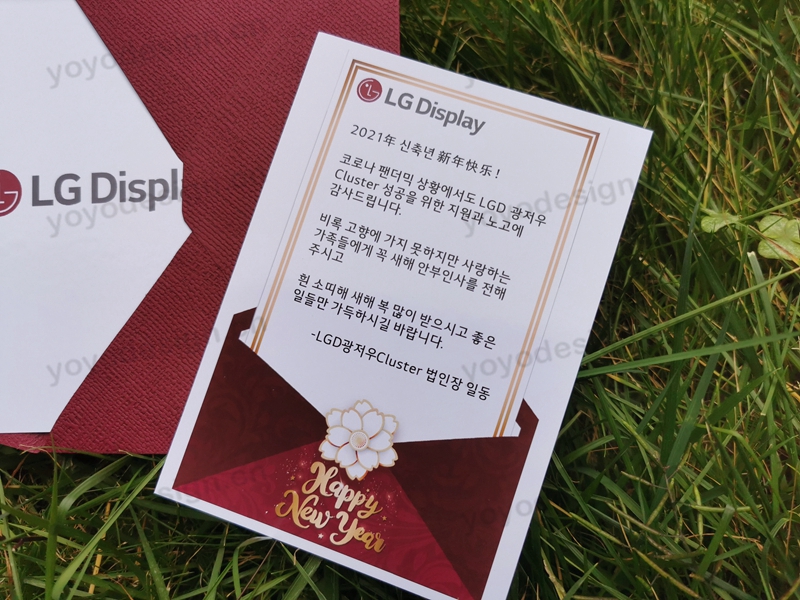 LG Displ
LG Display
2021年 신축년 新年快乐！
코로나 팬더믹 상황에서도 LGD 광저우
Cluster 성공을 위한 지원과 노고에
감사드립니다.
비록 고향에 가지 못하지만 사랑하는
가족들에게 꼭 새해 안부인사를 전해
주시고
흰 소띠해 새해 복 많이 받으시고 좋은
일들만 가득하시길 바랍니다.
-LGD광저우Cluster 법인장 일동
Happy
New Year
yoyodesign
yoyodesign
yoyodesign